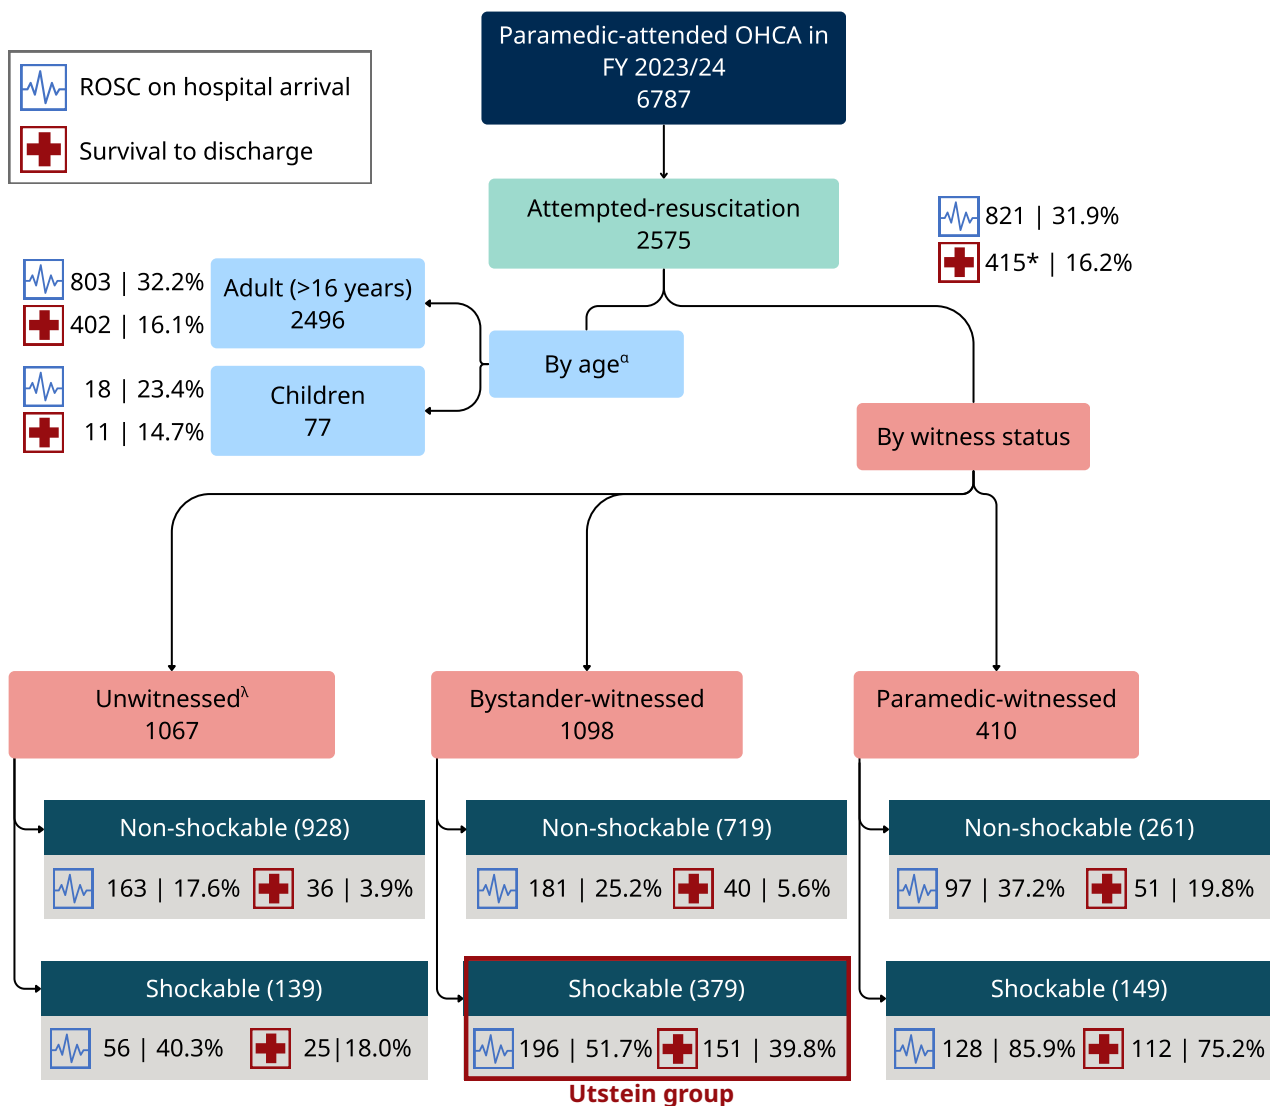 Paramedic-attended OHCA in
FY 2023/24
6787
ROSC on hospital arrival
Survival to discharge
Attempted-resuscitation
2575
821 | 31.9%
415* | 16.2%
803 | 32.2%
402 | 16.1%
Adult (>16 years)
2496
18 | 23.4%
11 | 14.7%
Children
77
By ageᵅ
By witness status
Unwitnessedᵡ
1067
Bystander-witnessed
1098
Paramedic-witnessed
410
Non-shockable (928)
163 | 17.6%
36 | 3.9%
Non-shockable (719)
181 | 25.2%
40 | 5.6%
Non-shockable (261)
97 | 37.2%
51 | 19.8%
Shockable (139)
56 | 40.3%
25|18.0%
Shockable (379)
196 | 51.7%
151 | 39.8%
Shockable (149)
128 | 85.9%
112 | 75.2%
Utstein group